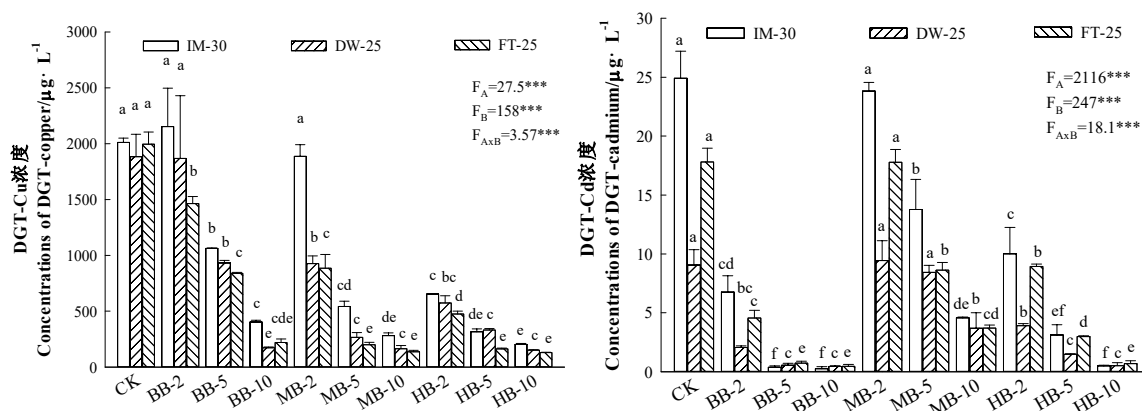 DGT-Cu浓度
Concentrations of DGT-copper/μg· L⁻¹
3000
2500
2000
1500
1000
500
0
IM-30 DW-25 FT-25
F_A=27.5***
F_B=158***
F_AxB=3.57***
a a a
a a b
b b c
c e cde
a b c
d c e
de c e
c bc d
de d e
e c e
CK BB-2 BB-5 BB-10 MB-2 MB-5 MB-10 HB-2 HB-5 HB-10
DGT-Cd浓度
Concentrations of DGT-cadmium/μg· L⁻¹
30
25
20
15
10
5
0
IM-30 DW-25 FT-25
F_A=2116***
F_B=247***
F_AxB=18.1***
a a a
cd bc c
f c e
f c e
a a a
b a b
de b c
c b b
ef c d
f c e
CK BB-2 BB-5 BB-10 MB-2 MB-5 MB-10 HB-2 HB-5 HB-10